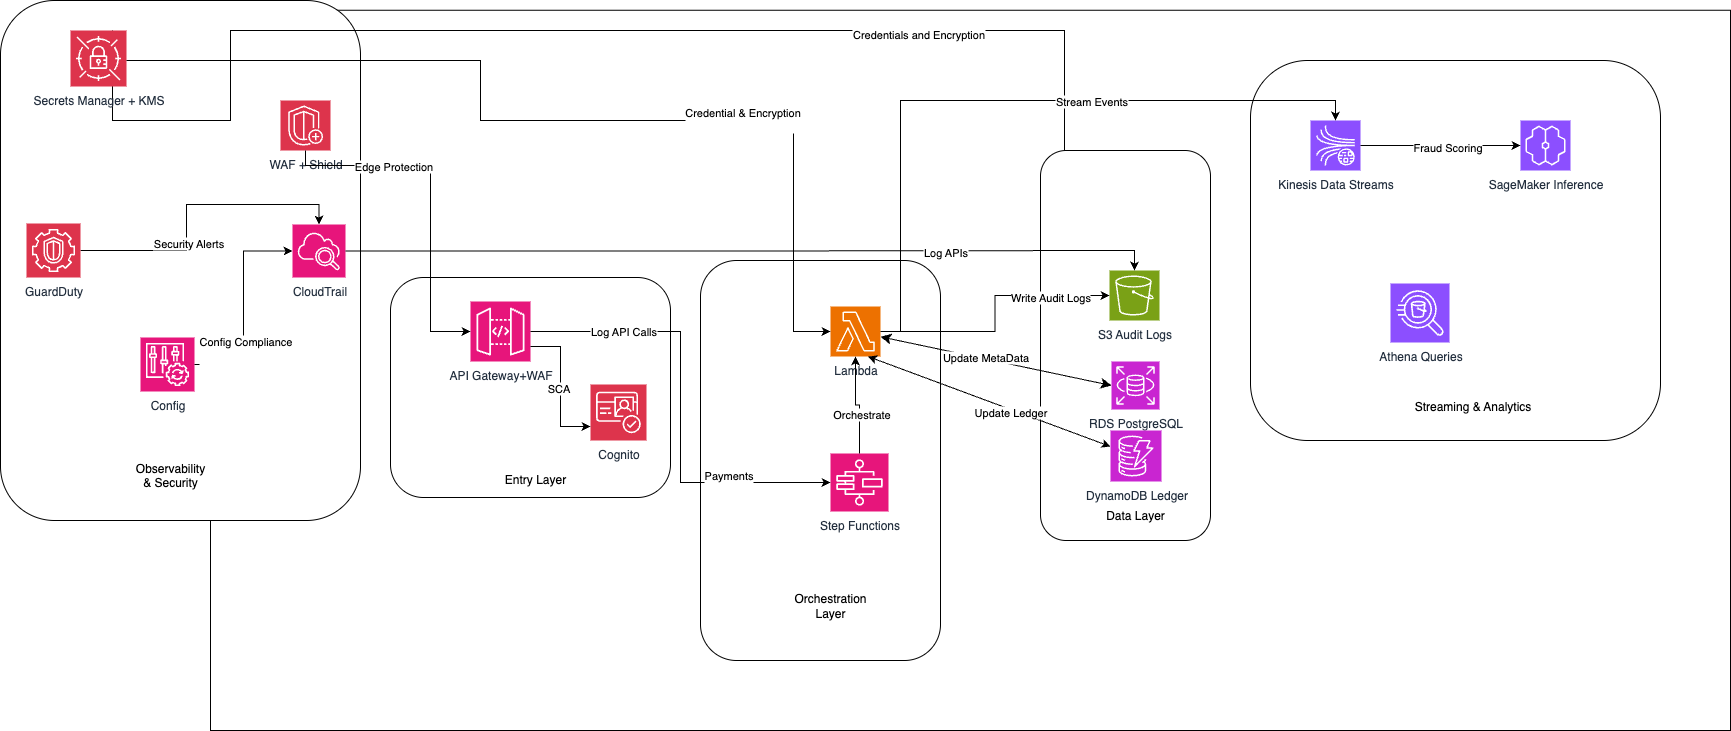 Credentials and Encryption
Secrets Manager + KMS
Stream Events
Credential & Encryption
WAF + Shield
Edge Protection
Fraud Scoring
Kinesis Data Streams
SageMaker Inference
Security Alerts
Log APIs
GuardDuty
CloudTrail
Write Audit Logs
Log API Calls
S3 Audit Logs
Config Compliance
Update MetaData
Athena Queries
Lambda
API Gateway+WAF
SCA
Config
Orchestrate
Update Ledger
Streaming & Analytics
RDS PostgreSQL
Cognito
Observability
& Security
Entry Layer
Payments
DynamoDB Ledger
Data Layer
Step Functions
Orchestration
Layer